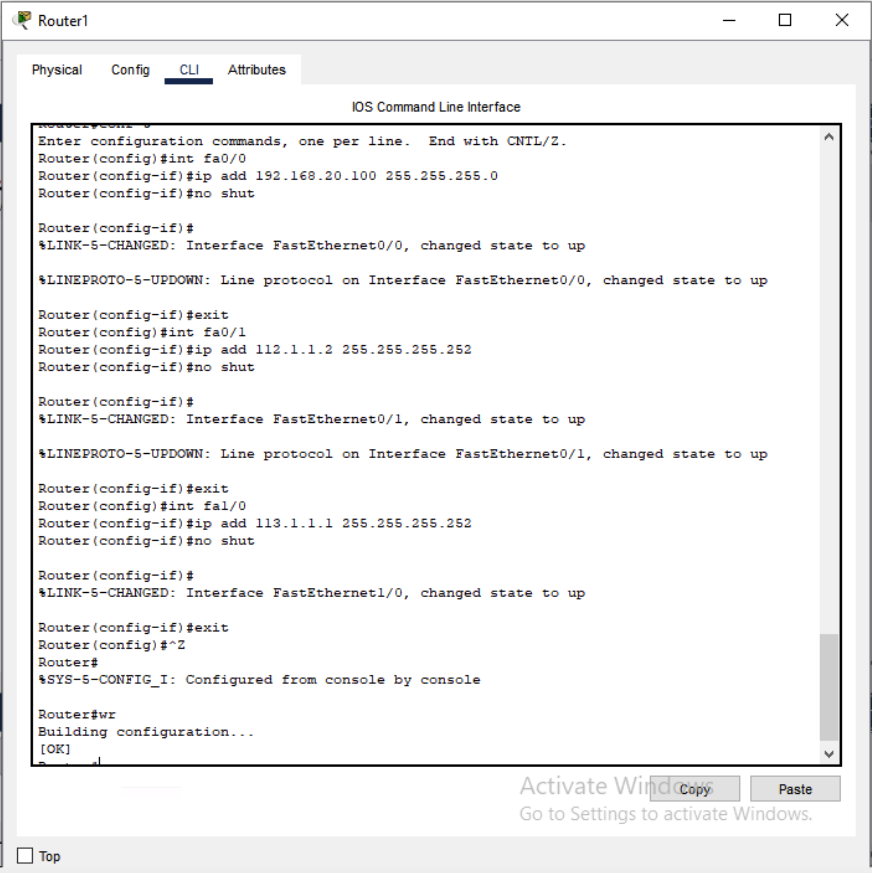 Router1
Physical Config CLI Attributes
IOS Command Line Interface
Enter configuration commands, one per line.  End with CNTL/Z.
Router(config)#int fa0/0
Router(config-if)#ip add 192.168.20.100 255.255.255.0
Router(config-if)#no shut
Router(config-if)#
%LINK-5-CHANGED: Interface FastEthernet0/0, changed state to up
%LINEPROTO-5-UPDOWN: Line protocol on Interface FastEthernet0/0, changed state to up
Router(config-if)#exit
Router(config)#int fa0/1
Router(config-if)#ip add 112.1.1.2 255.255.255.252
Router(config-if)#no shut
Router(config-if)#
%LINK-5-CHANGED: Interface FastEthernet0/1, changed state to up
%LINEPROTO-5-UPDOWN: Line protocol on Interface FastEthernet0/1, changed state to up
Router(config-if)#exit
Router(config)#int fa1/0
Router(config-if)#ip add 113.1.1.1 255.255.255.252
Router(config-if)#no shut
Router(config-if)#
%LINK-5-CHANGED: Interface FastEthernet1/0, changed state to up
Router(config-if)#exit
Router(config)#^Z
Router#
%SYS-5-CONFIG_I: Configured from console by console
Router#wr
Building configuration...
[OK]
Activate Windows
Copy Paste
Go to Settings to activate Windows.
Top